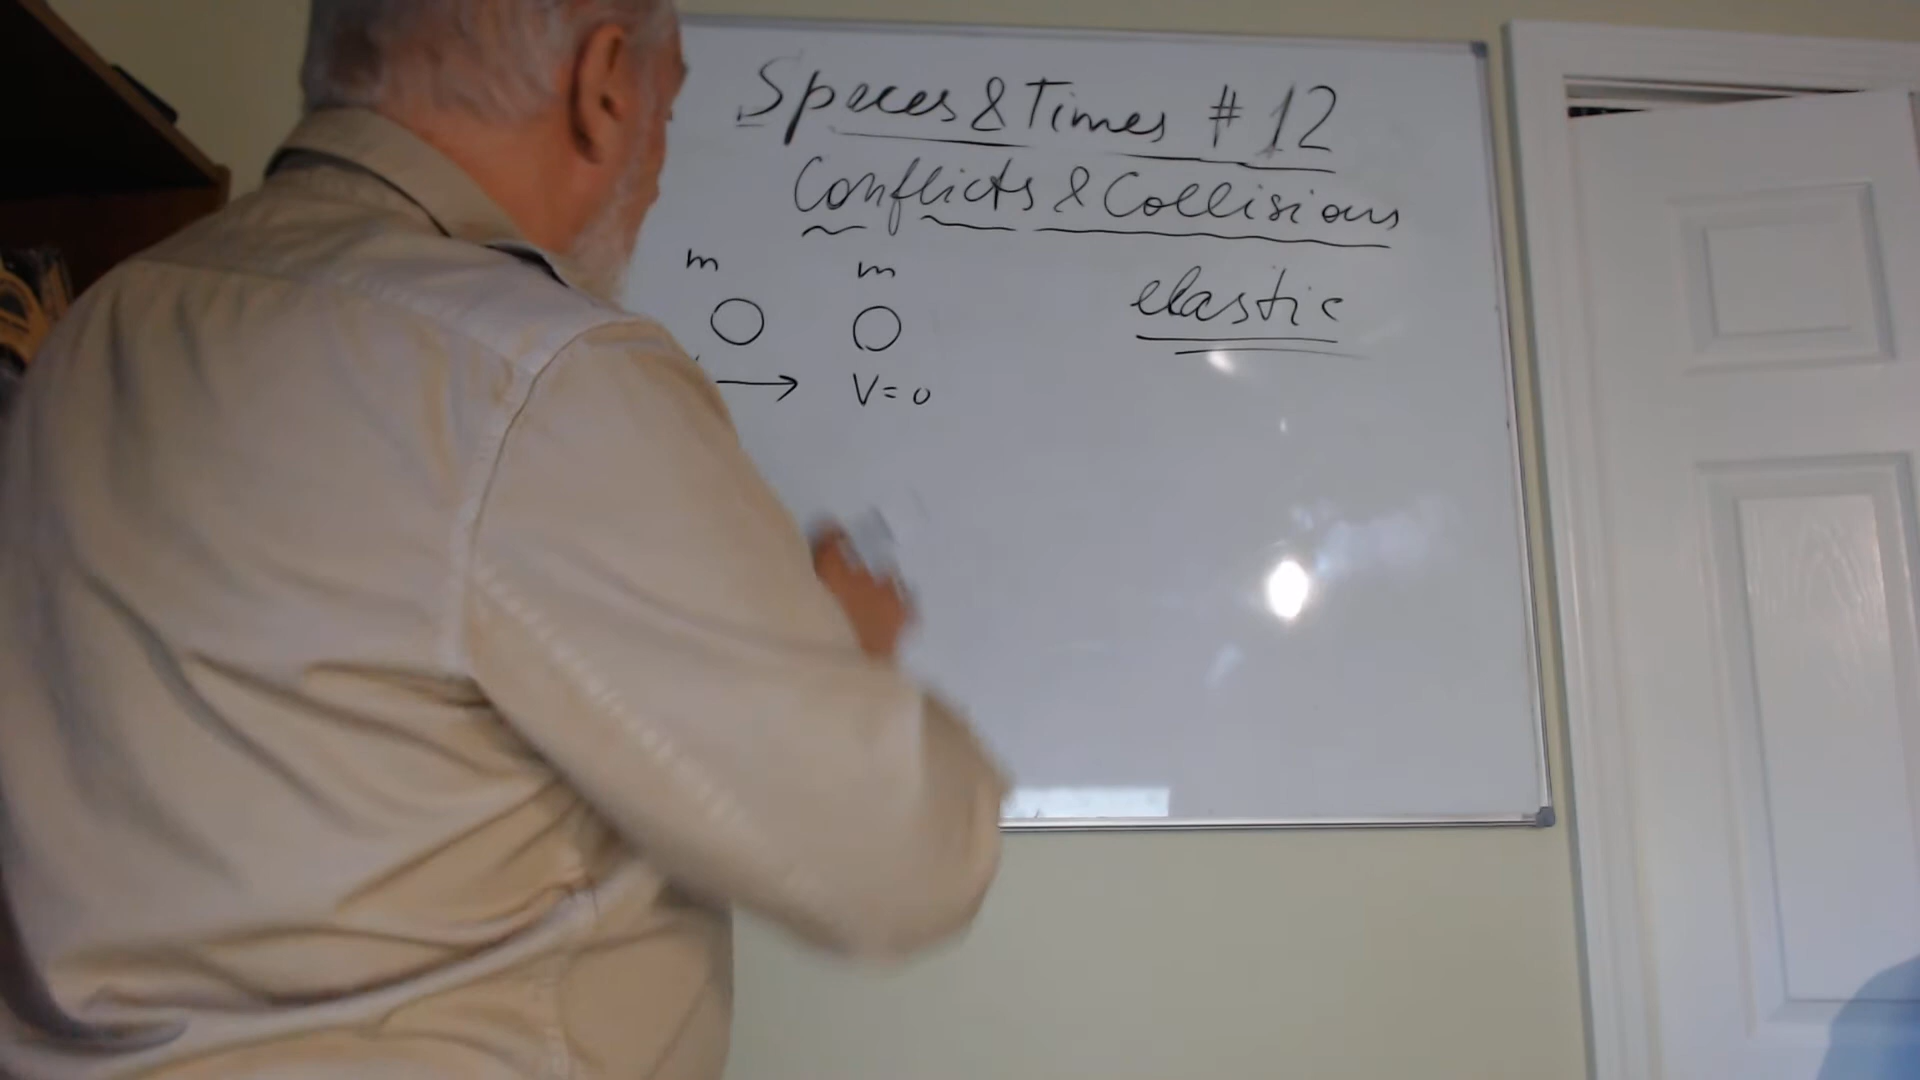 Spaces & Times # 12
Conflicts & Collisions
m m
elastic
V = 0